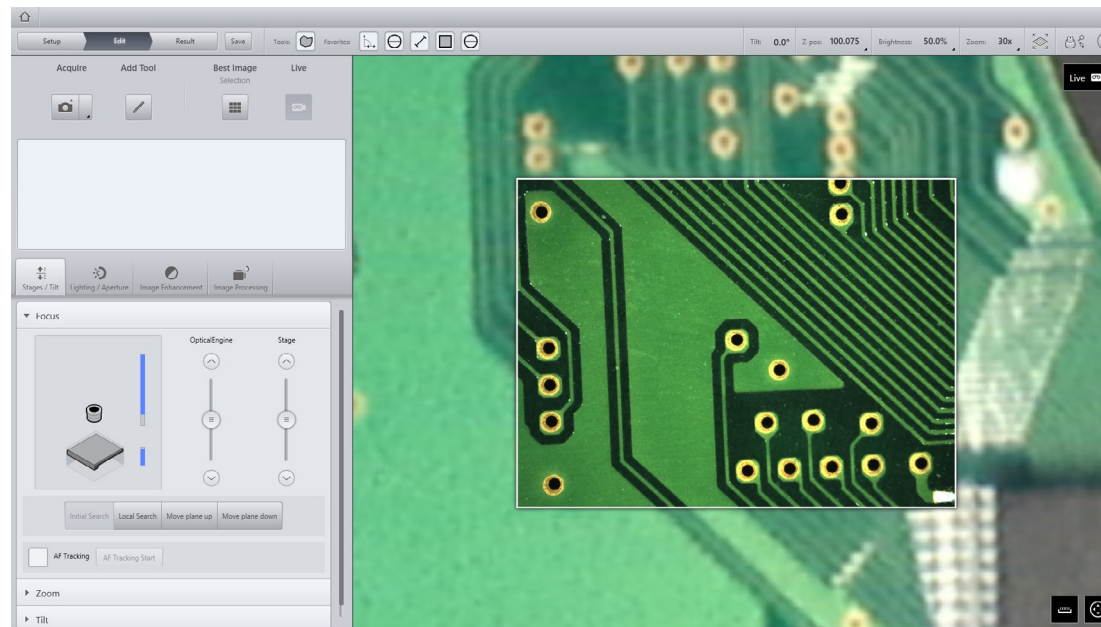 Setup Edit Result Save Tools: Favorites: Tilt: 0.0° Z pos: 100.075 Brightness: 50.0% Zoom: 30x
Acquire Add Tool Best Image Live
Selection
Live
Stages / Tilt Lighting / Aperture Image Enhancement Image Processing
Focus
OpticalEngine Stage
Initial Search Local Search Move plane up Move plane down
AF Tracking AF Tracking Start
Zoom
Tilt